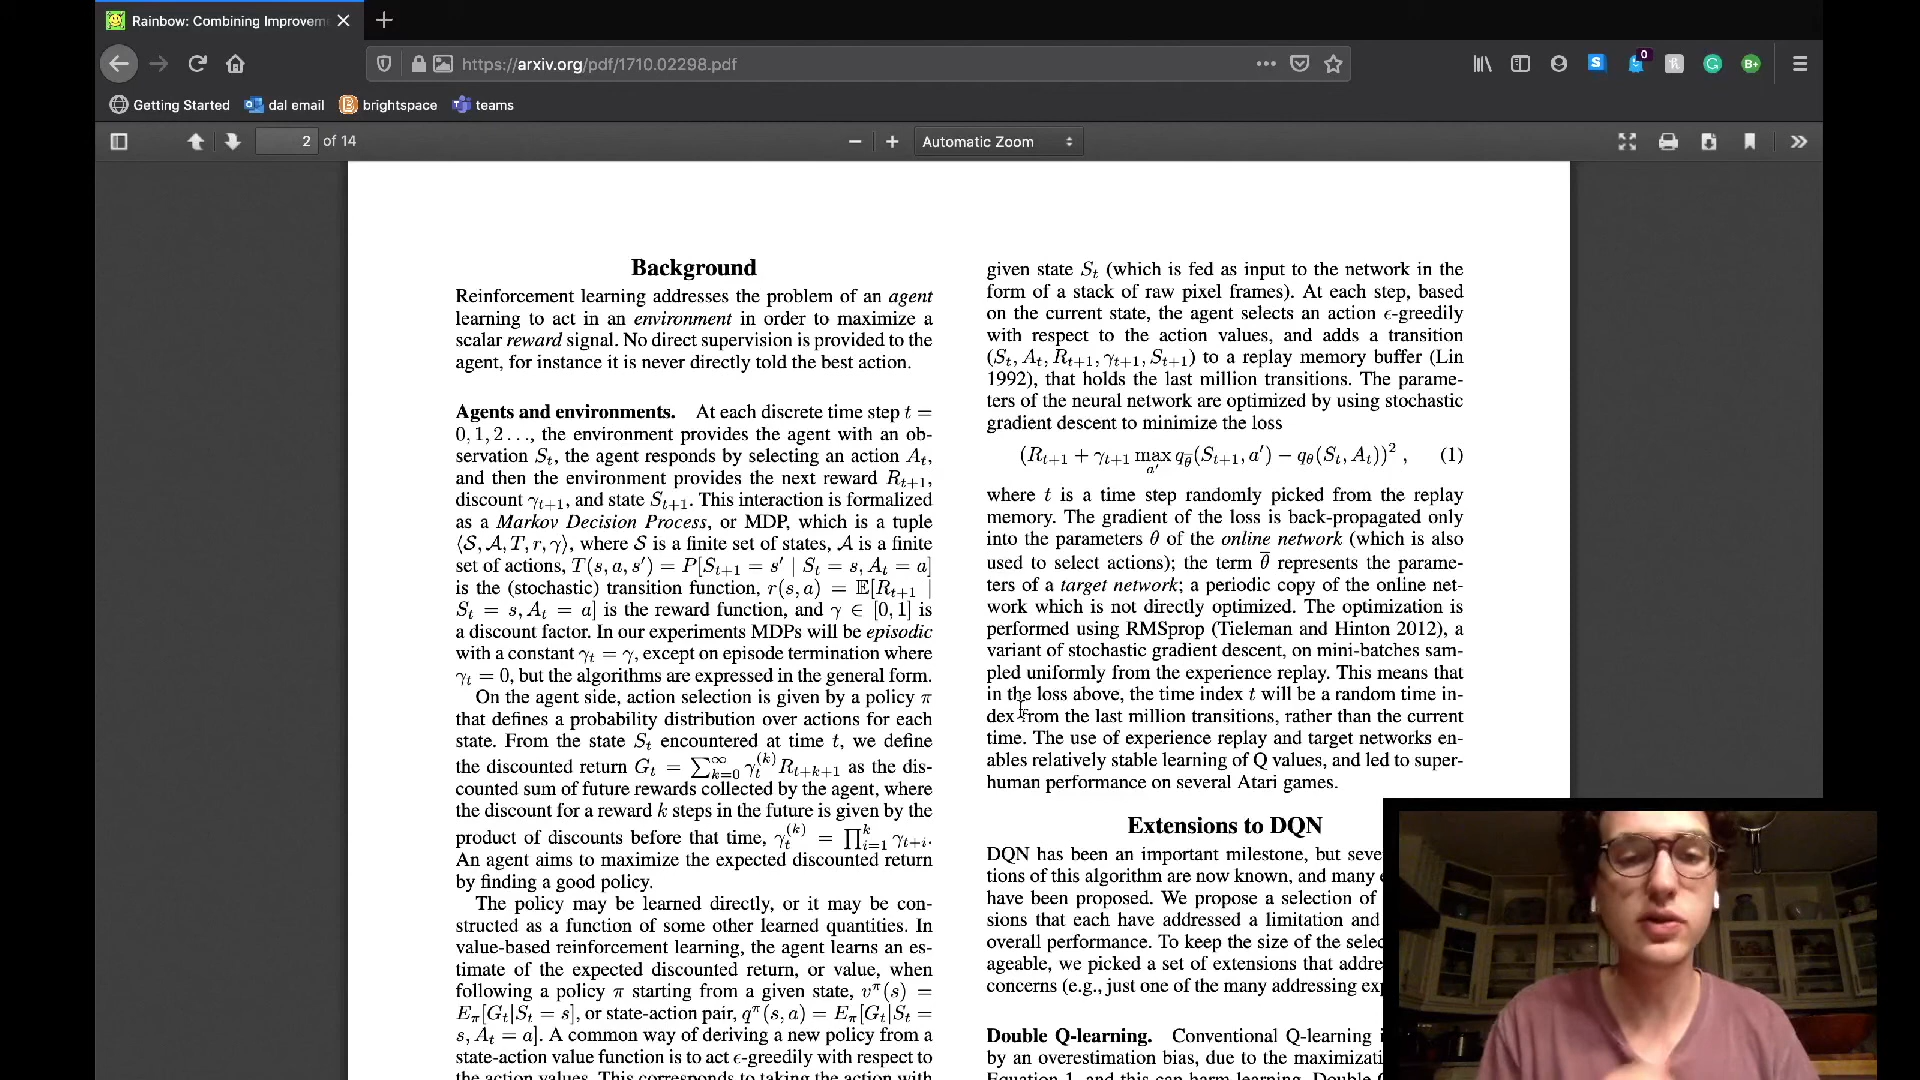 Rainbow: Combining Improvem
https://arxiv.org/pdf/1710.02298.pdf
0
S
G
B+
Getting Started
dal email
brightspace
teams
2 of 14
Automatic Zoom
Background
Reinforcement learning addresses the problem of an agent
learning to act in an environment in order to maximize a
scalar reward signal. No direct supervision is provided to the
agent, for instance it is never directly told the best action.
Agents and environments. At each discrete time step t =
0, 1, 2 . . ., the environment provides the agent with an ob-
servation S_t, the agent responds by selecting an action A_t,
and then the environment provides the next reward R_{t+1},
discount γ_{t+1}, and state S_{t+1}. This interaction is formalized
as a Markov Decision Process, or MDP, which is a tuple
⟨𝒮, 𝒜, T, r, γ⟩, where 𝒮 is a finite set of states, 𝒜 is a finite
set of actions, T(s, a, s′) = P[S_{t+1} = s′ | S_t = s, A_t = a]
is the (stochastic) transition function, r(s, a) = 𝔼[R_{t+1} |
S_t = s, A_t = a] is the reward function, and γ ∈ [0, 1] is
a discount factor. In our experiments MDPs will be episodic
with a constant γ_t = γ, except on episode termination where
γ_t = 0, but the algorithms are expressed in the general form.
On the agent side, action selection is given by a policy π
that defines a probability distribution over actions for each
state. From the state S_t encountered at time t, we define
the discounted return G_t = ∑_{k=0}^{∞} γ_t^{(k)} R_{t+k+1} as the dis-
counted sum of future rewards collected by the agent, where
the discount for a reward k steps in the future is given by the
product of discounts before that time, γ_t^{(k)} = ∏_{i=1}^{k} γ_{t+i}.
An agent aims to maximize the expected discounted return
by finding a good policy.
The policy may be learned directly, or it may be con-
structed as a function of some other learned quantities. In
value-based reinforcement learning, the agent learns an es-
timate of the expected discounted return, or value, when
following a policy π starting from a given state, v^π(s) =
E_π[G_t|S_t = s], or state-action pair, q^π(s, a) = E_π[G_t|S_t =
s, A_t = a]. A common way of deriving a new policy from a
state-action value function is to act ϵ-greedily with respect to
the action values. This corresponds to taking the action with
given state S_t (which is fed as input to the network in the
form of a stack of raw pixel frames). At each step, based
on the current state, the agent selects an action ϵ-greedily
with respect to the action values, and adds a transition
(S_t, A_t, R_{t+1}, γ_{t+1}, S_{t+1}) to a replay memory buffer (Lin
1992), that holds the last million transitions. The parame-
ters of the neural network are optimized by using stochastic
gradient descent to minimize the loss
(R_{t+1} + γ_{t+1} max_{a′} q_θ̄(S_{t+1}, a′) − q_θ(S_t, A_t))² , (1)
where t is a time step randomly picked from the replay
memory. The gradient of the loss is back-propagated only
into the parameters θ of the online network (which is also
used to select actions); the term θ̄ represents the parame-
ters of a target network; a periodic copy of the online net-
work which is not directly optimized. The optimization is
performed using RMSprop (Tieleman and Hinton 2012), a
variant of stochastic gradient descent, on mini-batches sam-
pled uniformly from the experience replay. This means that
in the loss above, the time index t will be a random time in-
dex from the last million transitions, rather than the current
time. The use of experience replay and target networks en-
ables relatively stable learning of Q values, and led to super-
human performance on several Atari games.
Extensions to DQN
DQN has been an important milestone, but seve
tions of this algorithm are now known, and many e
have been proposed. We propose a selection of
sions that each have addressed a limitation and
overall performance. To keep the size of the selec
ageable, we picked a set of extensions that addre
concerns (e.g., just one of the many addressing exp
Double Q-learning. Conventional Q-learning i
by an overestimation bias, due to the maximizati
Equation 1, and this can harm learning. Double Q